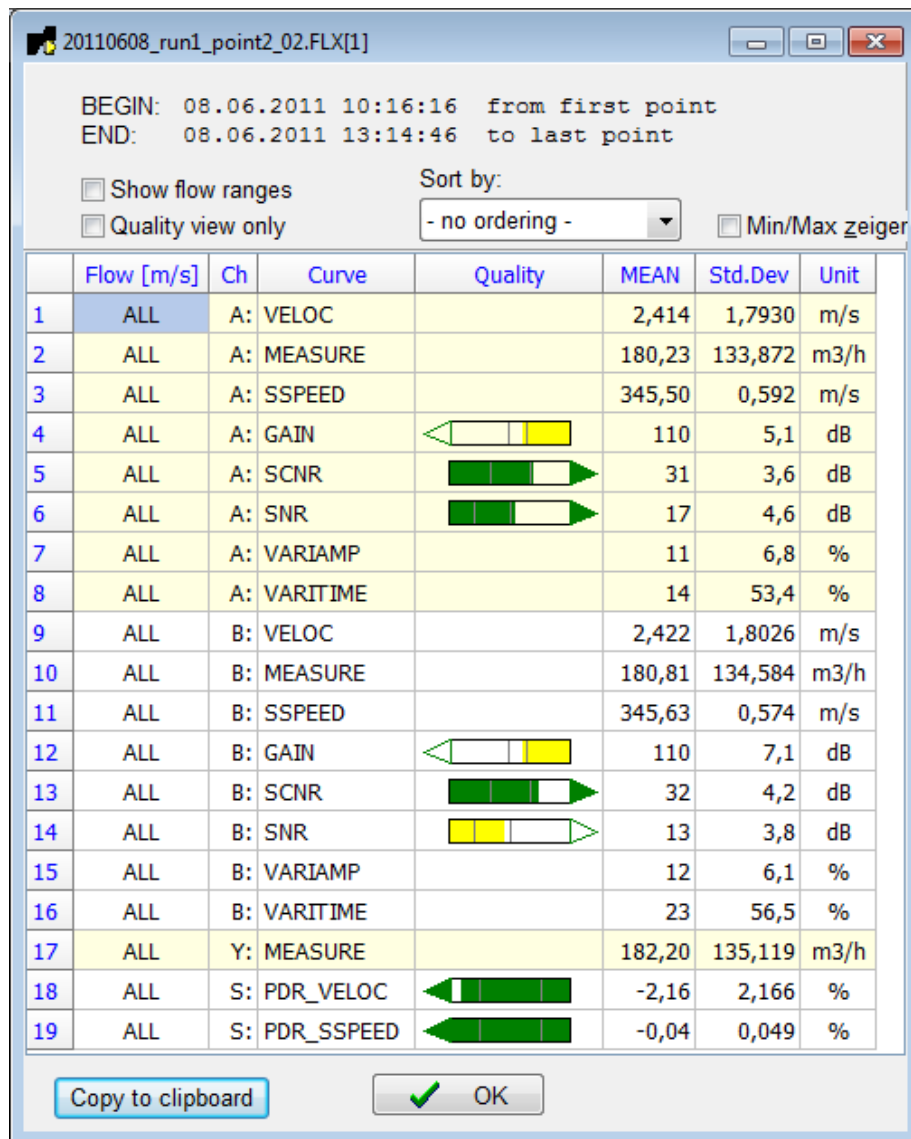 20110608_run1_point2_02.FLX[1]
BEGIN: 08.06.2011 10:16:16 from first point
END: 08.06.2011 13:14:46 to last point
Show flow ranges
Sort by:
Quality view only
- no ordering -
Min/Max zeiger
Flow [m/s] Ch Curve Quality MEAN Std.Dev Unit
1 ALL A: VELOC 2,414 1,7930 m/s
2 ALL A: MEASURE 180,23 133,872 m3/h
3 ALL A: SSPEED 345,50 0,592 m/s
4 ALL A: GAIN 110 5,1 dB
5 ALL A: SCNR 31 3,6 dB
6 ALL A: SNR 17 4,6 dB
7 ALL A: VARIAMP 11 6,8 %
8 ALL A: VARITIME 14 53,4 %
9 ALL B: VELOC 2,422 1,8026 m/s
10 ALL B: MEASURE 180,81 134,584 m3/h
11 ALL B: SSPEED 345,63 0,574 m/s
12 ALL B: GAIN 110 7,1 dB
13 ALL B: SCNR 32 4,2 dB
14 ALL B: SNR 13 3,8 dB
15 ALL B: VARIAMP 12 6,1 %
16 ALL B: VARITIME 23 56,5 %
17 ALL Y: MEASURE 182,20 135,119 m3/h
18 ALL S: PDR_VELOC -2,16 2,166 %
19 ALL S: PDR_SSPEED -0,04 0,049 %
Copy to clipboard OK